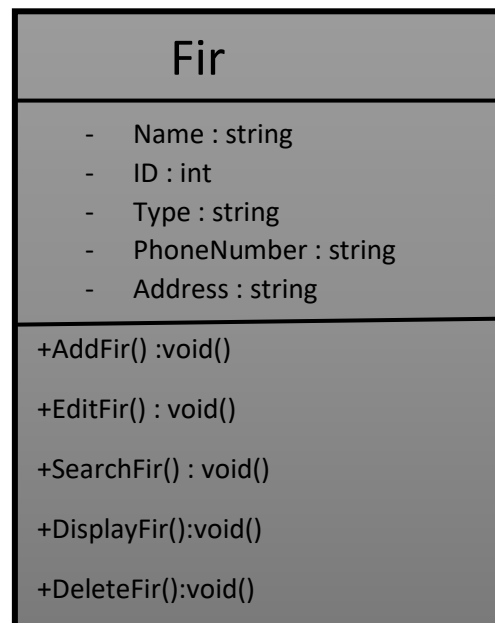 Fir
- Name : string
- ID : int
- Type : string
- PhoneNumber : string
- Address : string
+AddFir() :void()
+EditFir() : void()
+SearchFir() : void()
+DisplayFir():void()
+DeleteFir():void()